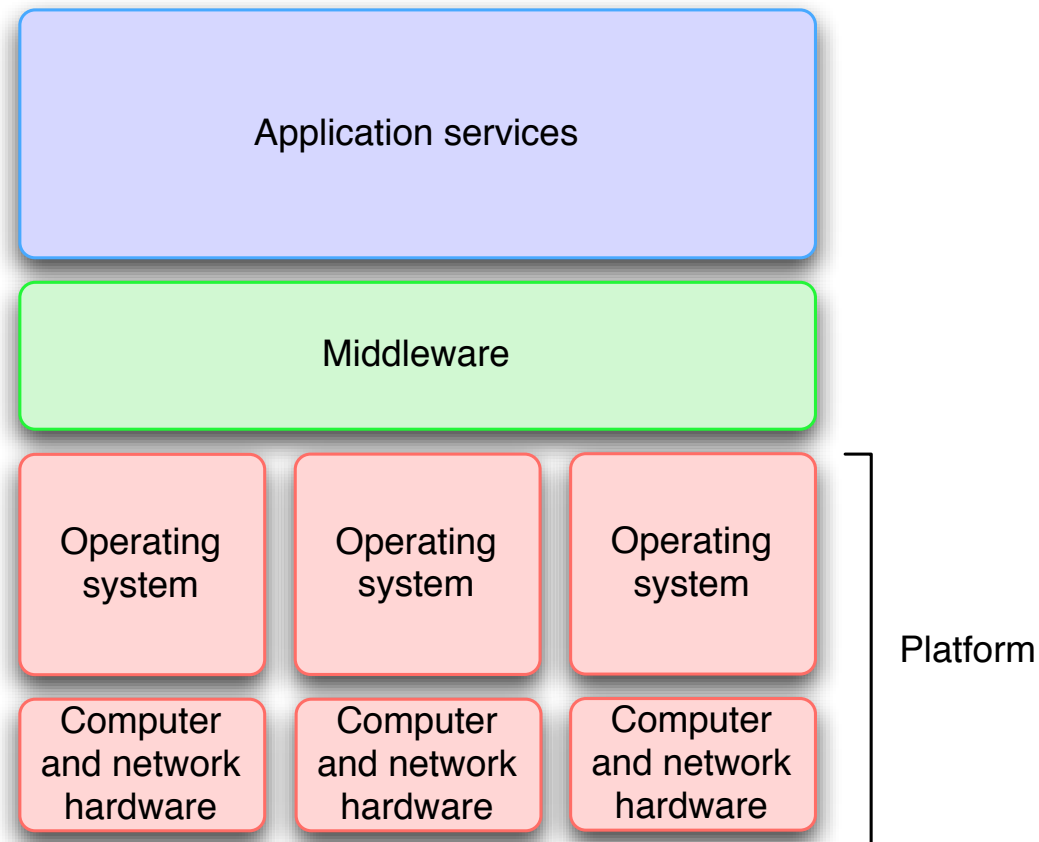 Application services
Middleware
Operating
system
Operating
system
Operating
system
Platform
Computer
and network
hardware
Computer
and network
hardware
Computer
and network
hardware